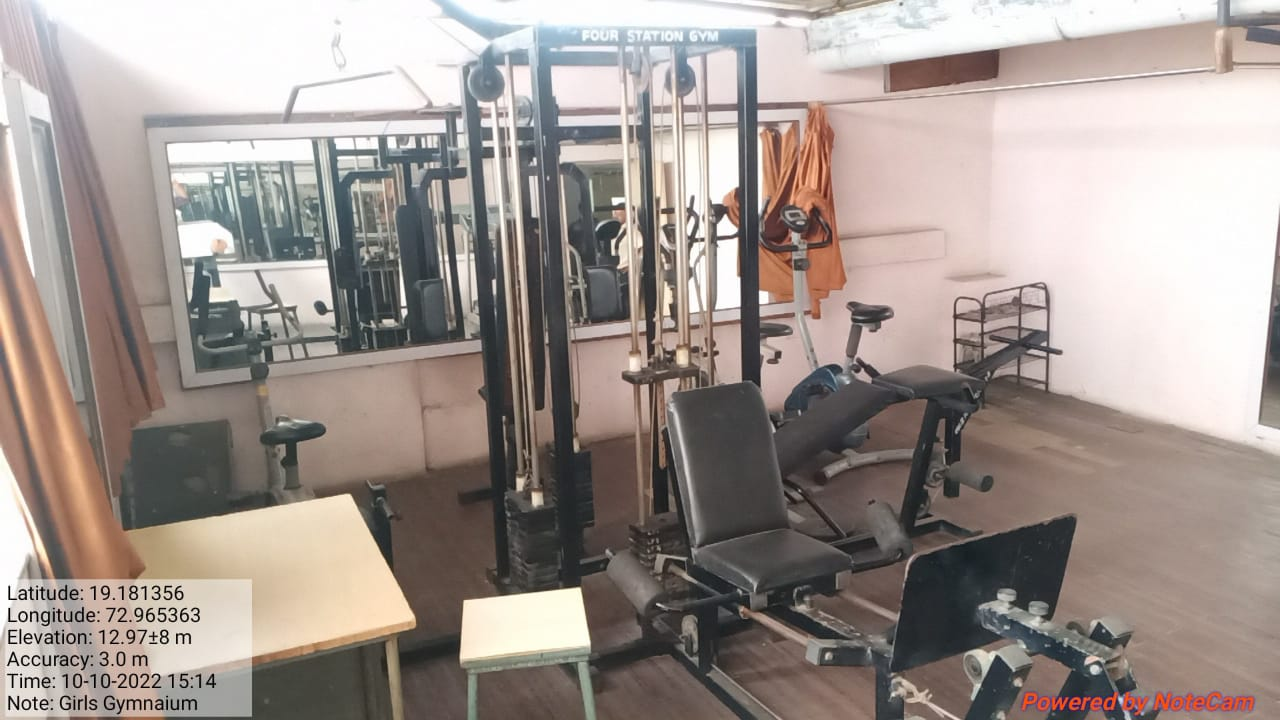 FOUR STATION GYM
Latitude: 19.181356
Longitude: 72.965363
Elevation: 12.97±8 m
Accuracy: 3.0 m
Time: 10-10-2022 15:14
Note: Girls Gymnaium
Powered by NoteCam